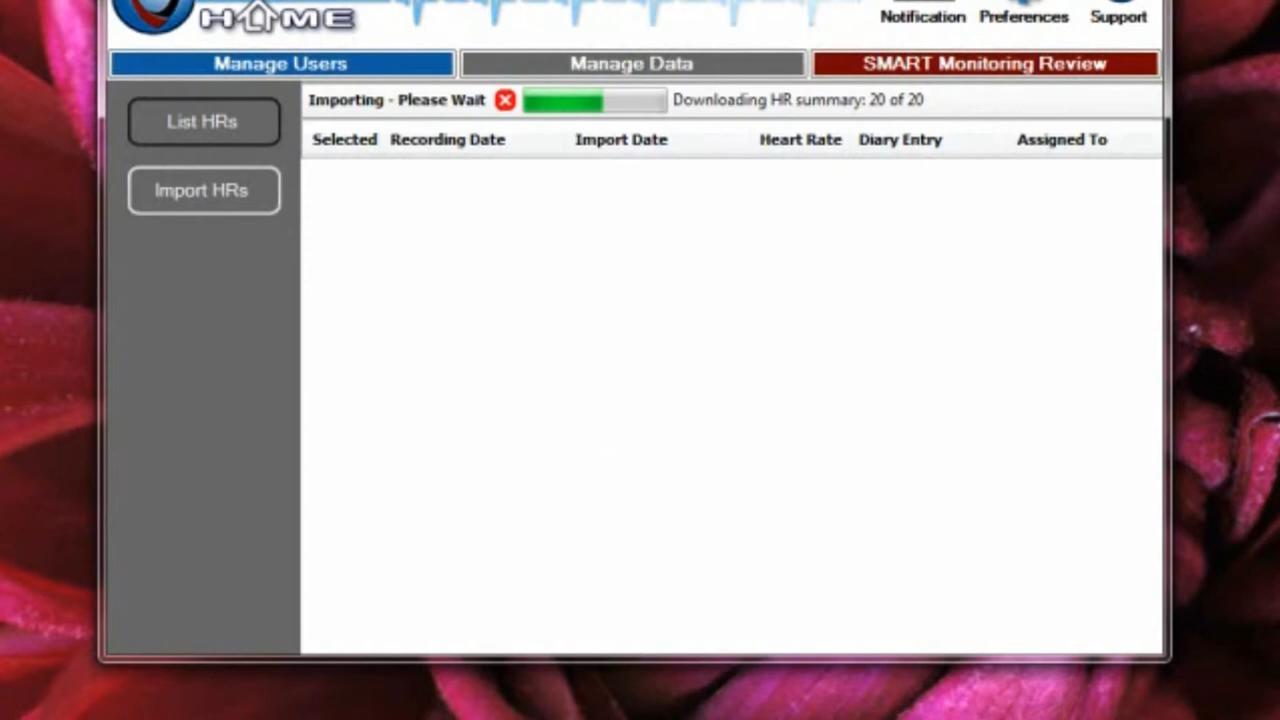 HOME
Notification Preferences Support
Manage Users Manage Data SMART Monitoring Review
List HRs
Import HRs
Importing - Please Wait Downloading HR summary: 20 of 20
Selected Recording Date Import Date Heart Rate Diary Entry Assigned To